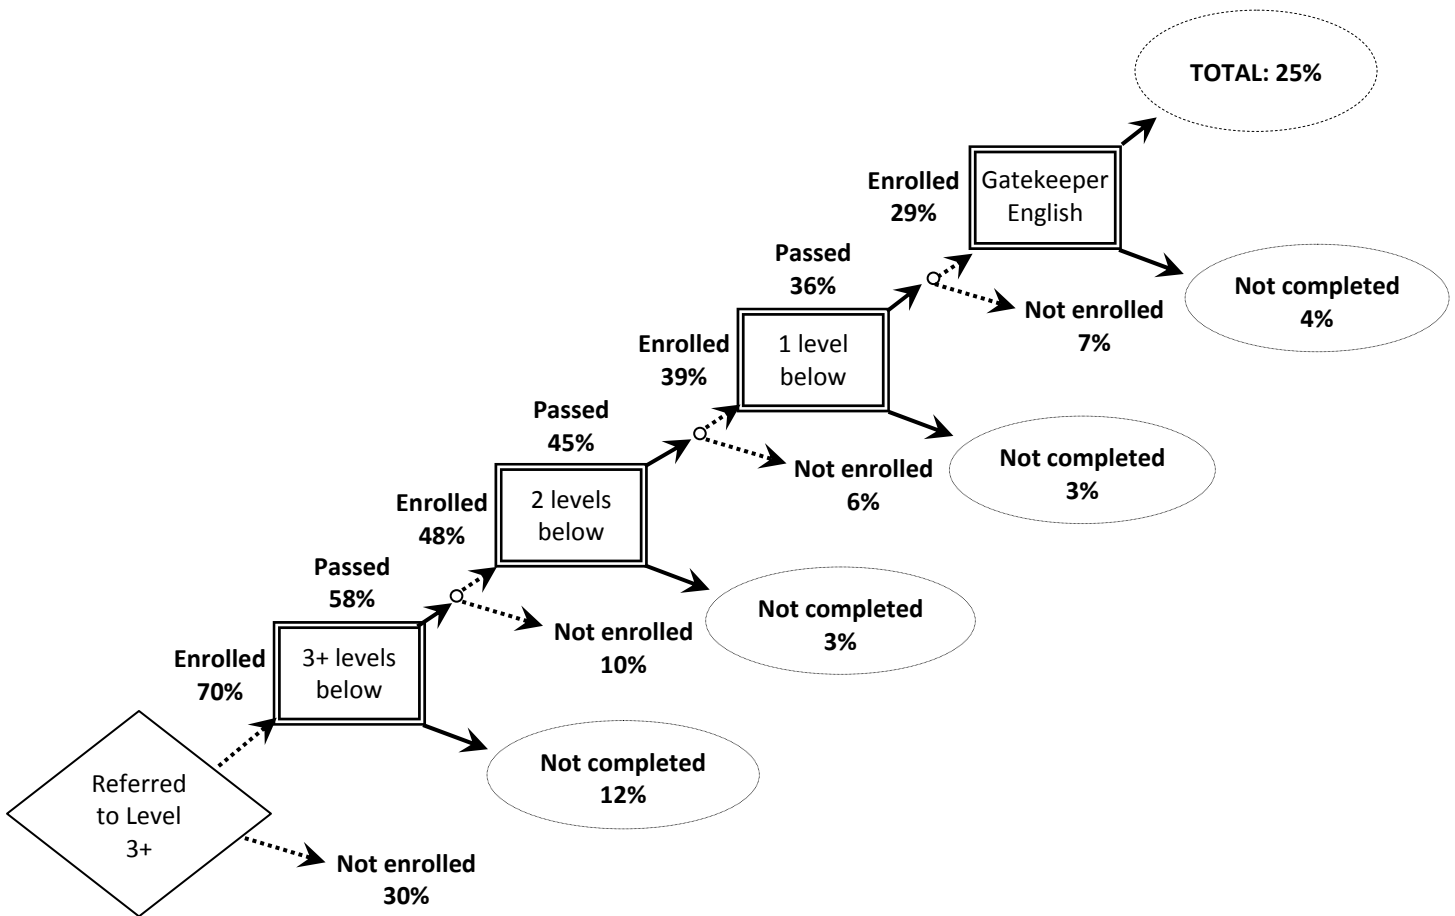 TOTAL: 25%
Enrolled
29%
Gatekeeper
English
Not completed
4%
Passed
36%
Not enrolled
7%
Enrolled
39%
1 level
below
Not completed
3%
Passed
45%
Not enrolled
6%
Enrolled
48%
2 levels
below
Not completed
3%
Passed
58%
Not enrolled
10%
Enrolled
70%
3+ levels
below
Not completed
12%
Referred
to Level
3+
Not enrolled
30%